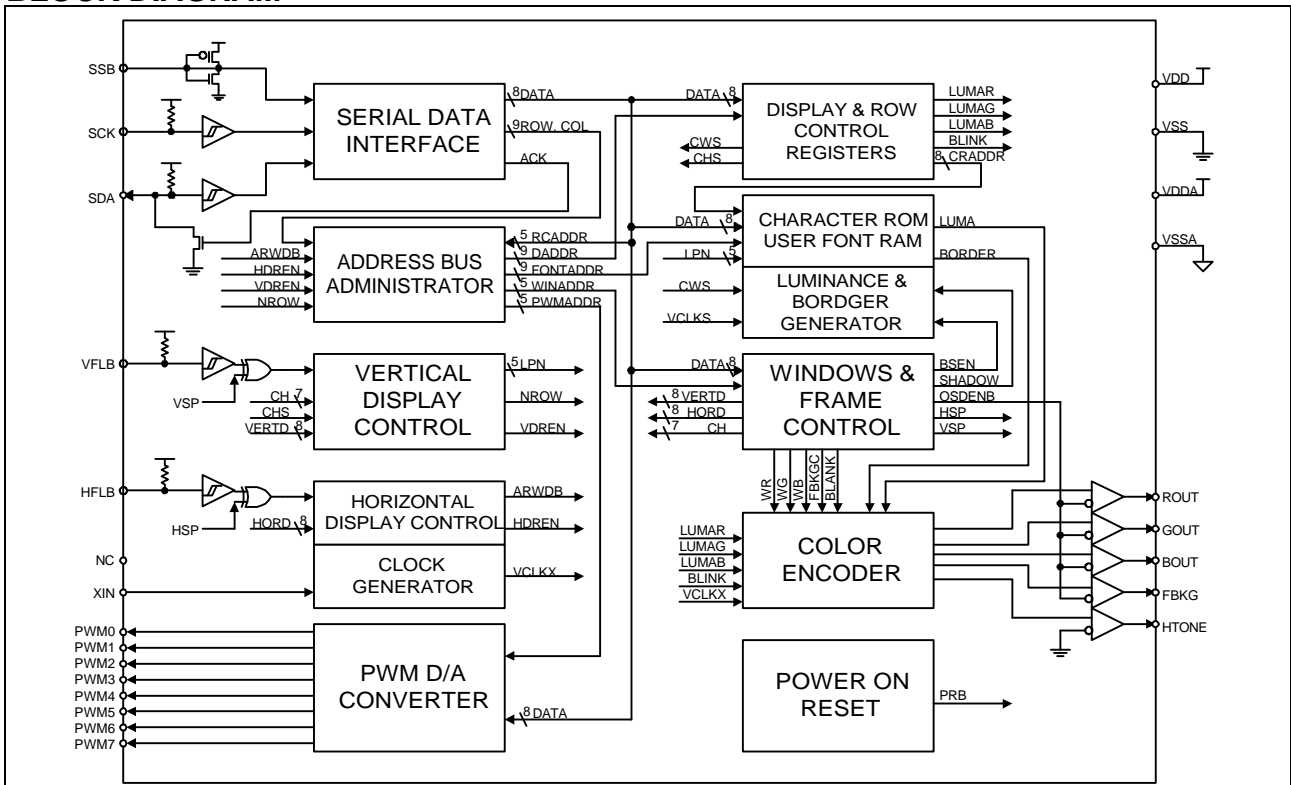 SSB
SCK
SDA
SERIAL DATA
INTERFACE
8 DATA
9 ROW, COL
ACK
DATA 8
DISPLAY & ROW
CONTROL
REGISTERS
CWS
CHS
LUMAR
LUMAG
LUMAB
BLINK
8 CRADDR
VDD
VSS
VDDA
VSSA
ARWDB
HDREN
VDREN
NROW
ADDRESS BUS
ADMINISTRATOR
5 RCADDR
9 DADDR
9 FONTADDR
5 WINADDR
5 PWMADDR
DATA 8
LPN 5
CWS
VCLKS
CHARACTER ROM
USER FONT RAM
LUMINANCE &
BORDGER
GENERATOR
LUMA
BORDER
VFLB
VSP
CH 7
CHS
VERTD 8
VERTICAL
DISPLAY
CONTROL
5 LPN
NROW
VDREN
DATA 8
8 VERTD
8 HORD
7 CH
WINDOWS &
FRAME
CONTROL
BSEN
SHADOW
OSDENB
HSP
VSP
WR
WG
WB
FBKGC
BLANK
HFLB
HSP
HORD 8
HORIZONTAL
DISPLAY CONTROL
CLOCK
GENERATOR
ARWDB
HDREN
VCLKX
NC
XIN
LUMAR
LUMAG
LUMAB
BLINK
VCLKX
COLOR
ENCODER
ROUT
GOUT
BOUT
FBKG
HTONE
PWM0
PWM1
PWM2
PWM3
PWM4
PWM5
PWM6
PWM7
PWM D/A
CONVERTER
8 DATA
POWER ON
RESET
PRB